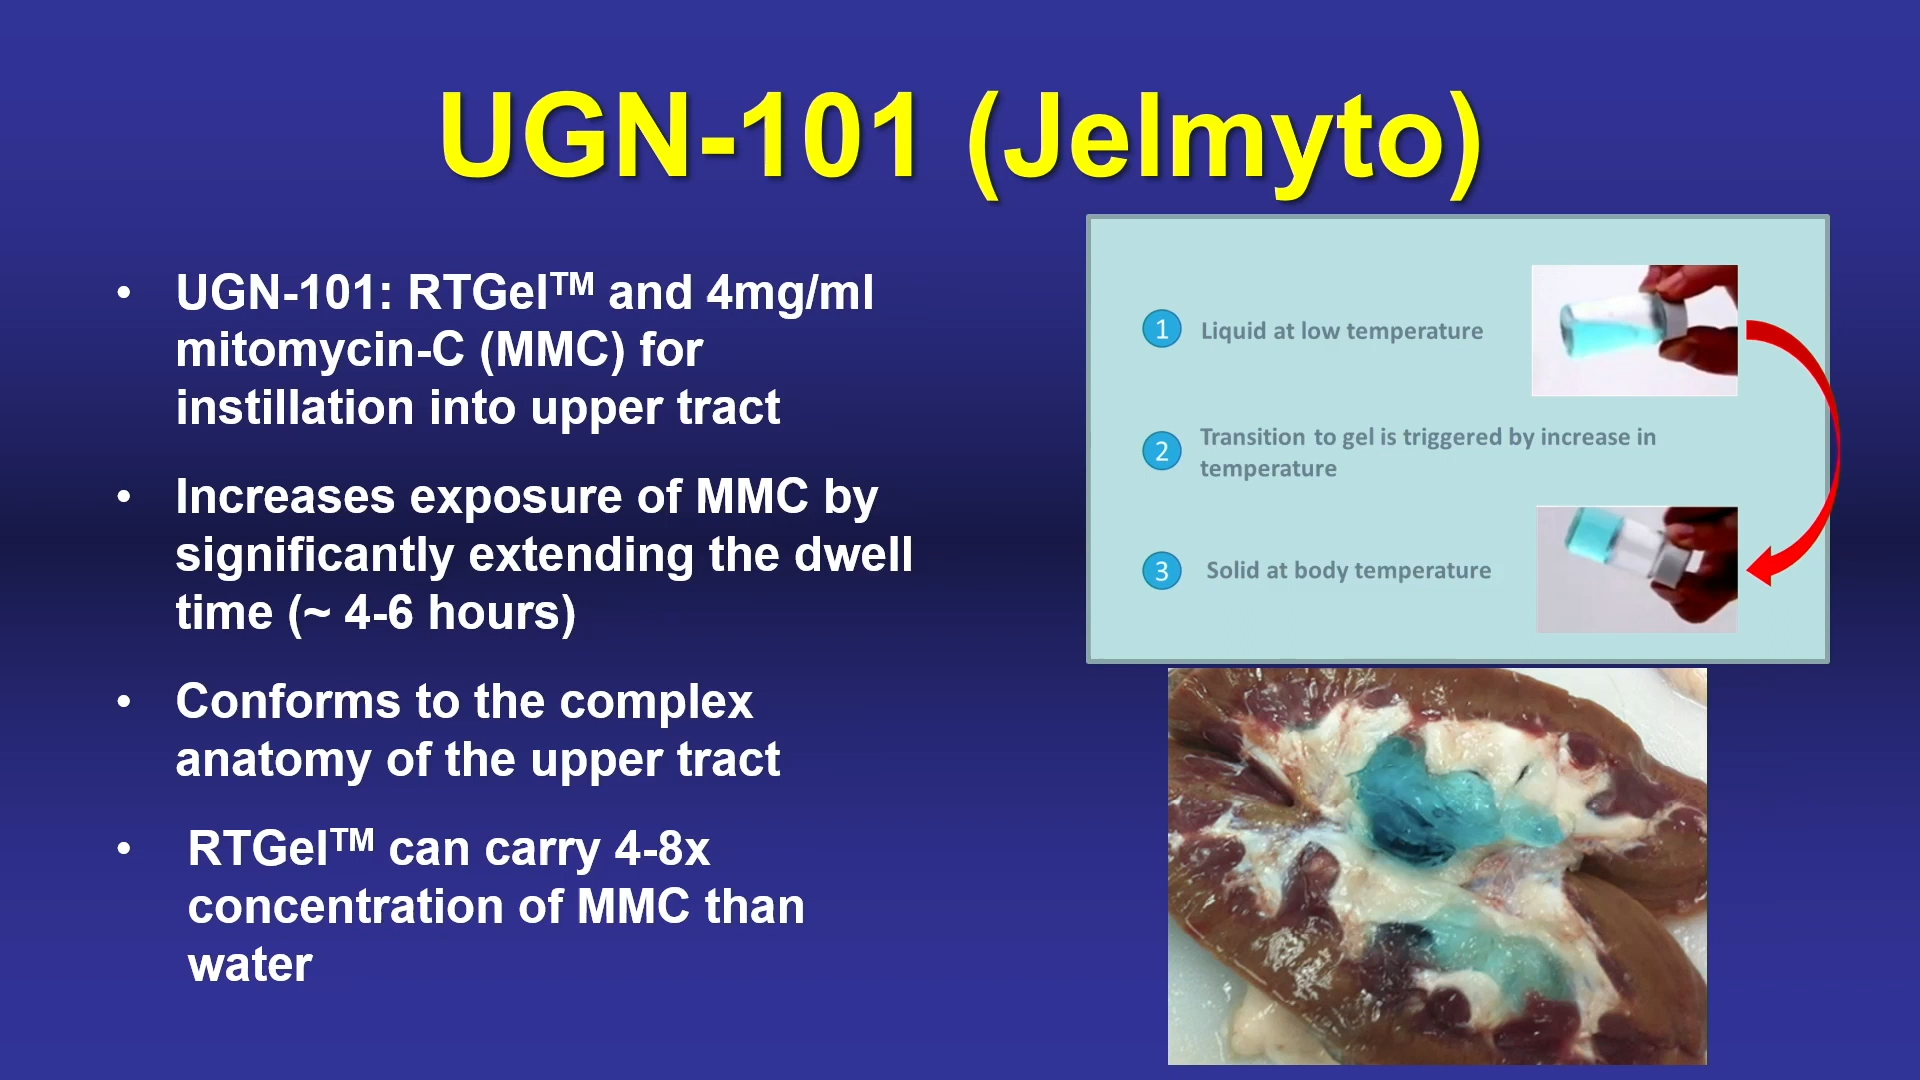 UGN-101 (Jelmyto)
• UGN-101: RTGel™ and 4mg/ml
mitomycin-C (MMC) for
instillation into upper tract
• Increases exposure of MMC by
significantly extending the dwell
time (~ 4-6 hours)
• Conforms to the complex
anatomy of the upper tract
• RTGel™ can carry 4-8x
concentration of MMC than
water
1 Liquid at low temperature
2 Transition to gel is triggered by increase in
temperature
3 Solid at body temperature